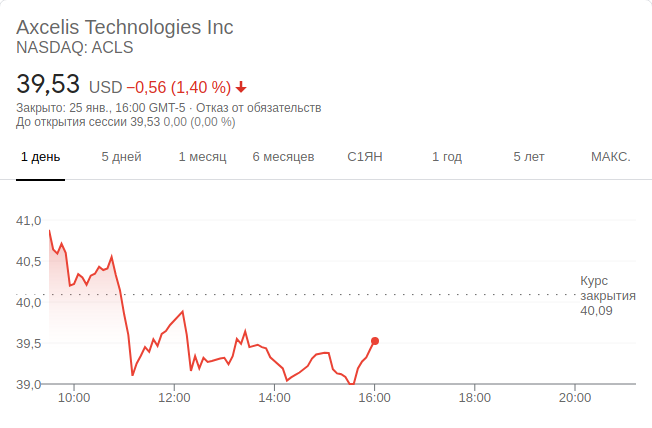 Axcelis Technologies Inc
NASDAQ: ACLS
39,53 USD −0,56 (1,40 %)
Закрыто: 25 янв., 16:00 GMT-5 · Отказ от обязательств
До открытия сессии 39,53 0,00 (0,00 %)
1 день 5 дней 1 месяц 6 месяцев С1ЯН 1 год 5 лет МАКС.
41,0
40,5
40,0
39,5
39,0
Курс
закрытия
40,09
10:00 12:00 14:00 16:00 18:00 20:00